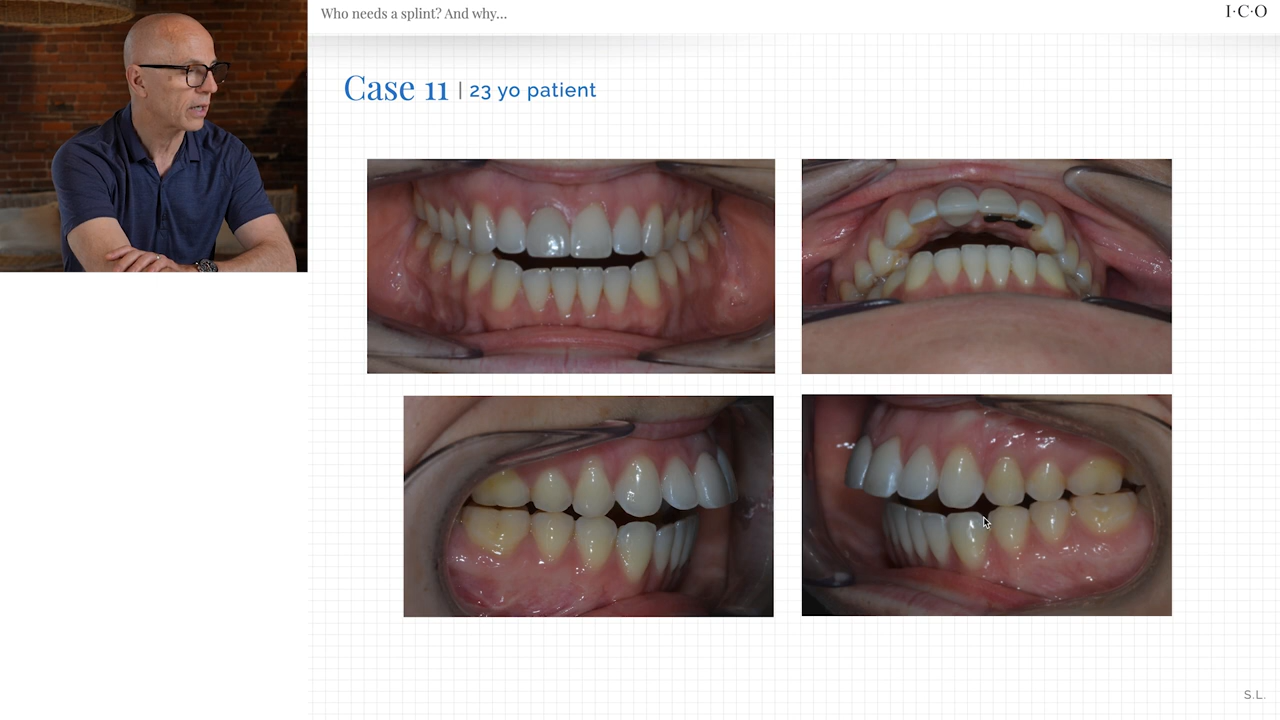 Who needs a splint? And why...
I·C·O
Case 11 | 23 yo patient
S.L.